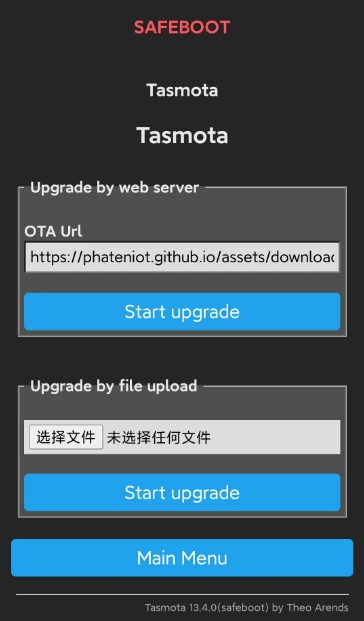 SAFEBOOT
Tasmota
Tasmota
Upgrade by web server
OTA Url
https://phateniot.github.io/assets/downloac
Start upgrade
Upgrade by file upload
选择文件 未选择任何文件
Start upgrade
Main Menu
Tasmota 13.4.0(safeboot) by Theo Arends